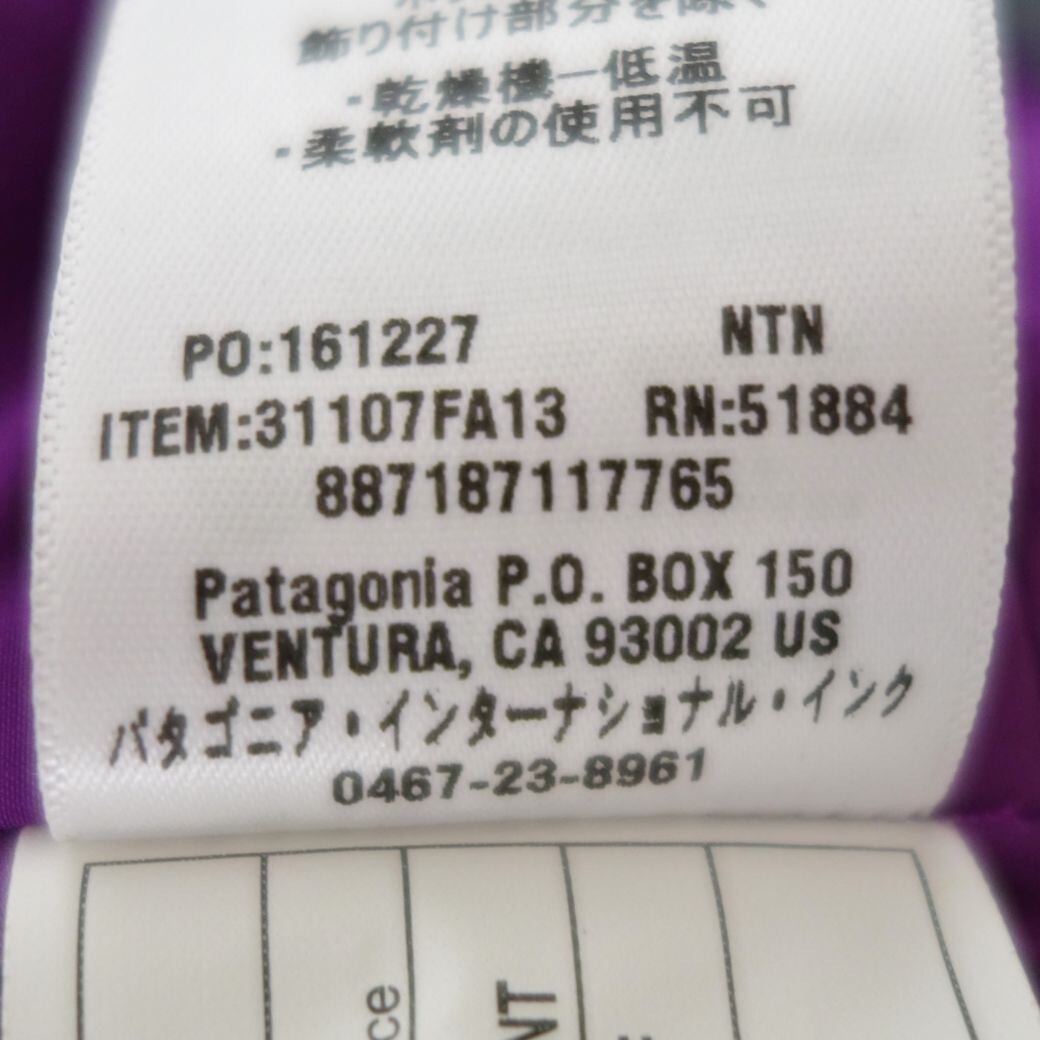 飾り付け部分を除く
・乾燥機ー低温
・柔軟剤の使用不可
PO:161227 NTN
ITEM:31107FA13 RN:51884
887187117765
Patagonia P.O. BOX 150
VENTURA, CA 93002 US
パタゴニア・インターナショナル・インク
0467-23-8961